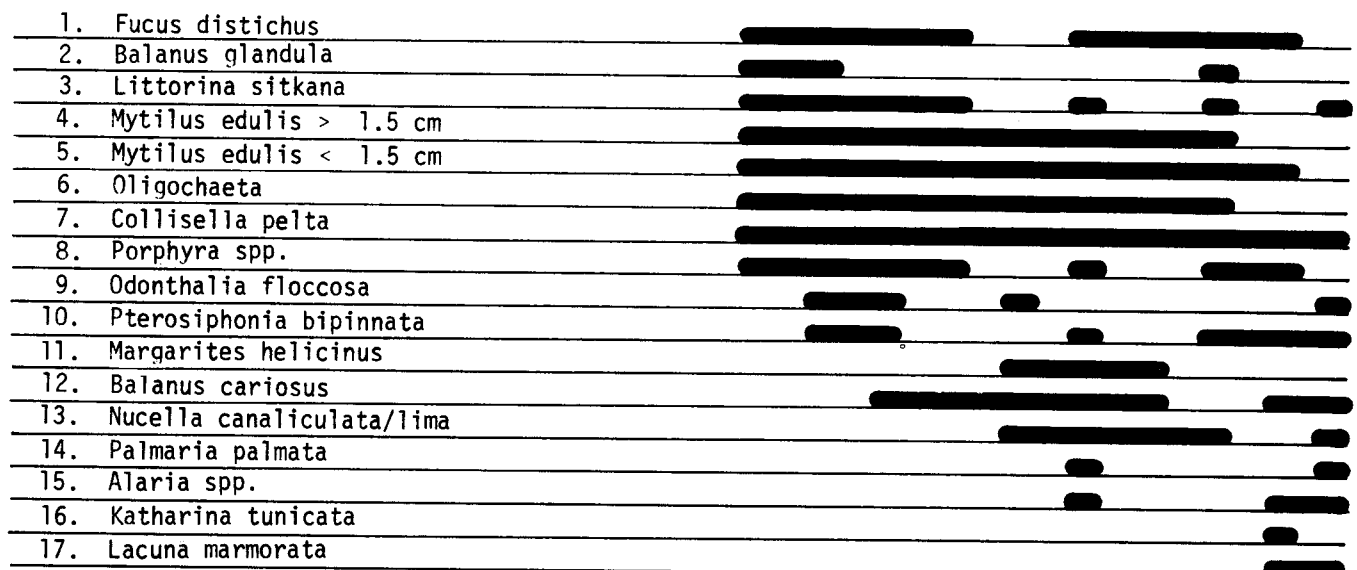 1. Fucus distichus
2. Balanus glandula
3. Littorina sitkana
4. Mytilus edulis > 1.5 cm
5. Mytilus edulis < 1.5 cm
6. Oligochaeta
7. Collisella pelta
8. Porphyra spp.
9. Odonthalia floccosa
10. Pterosiphonia bipinnata
11. Margarites helicinus
12. Balanus cariosus
13. Nucella canaliculata/lima
14. Palmaria palmata
15. Alaria spp.
16. Katharina tunicata
17. Lacuna marmorata